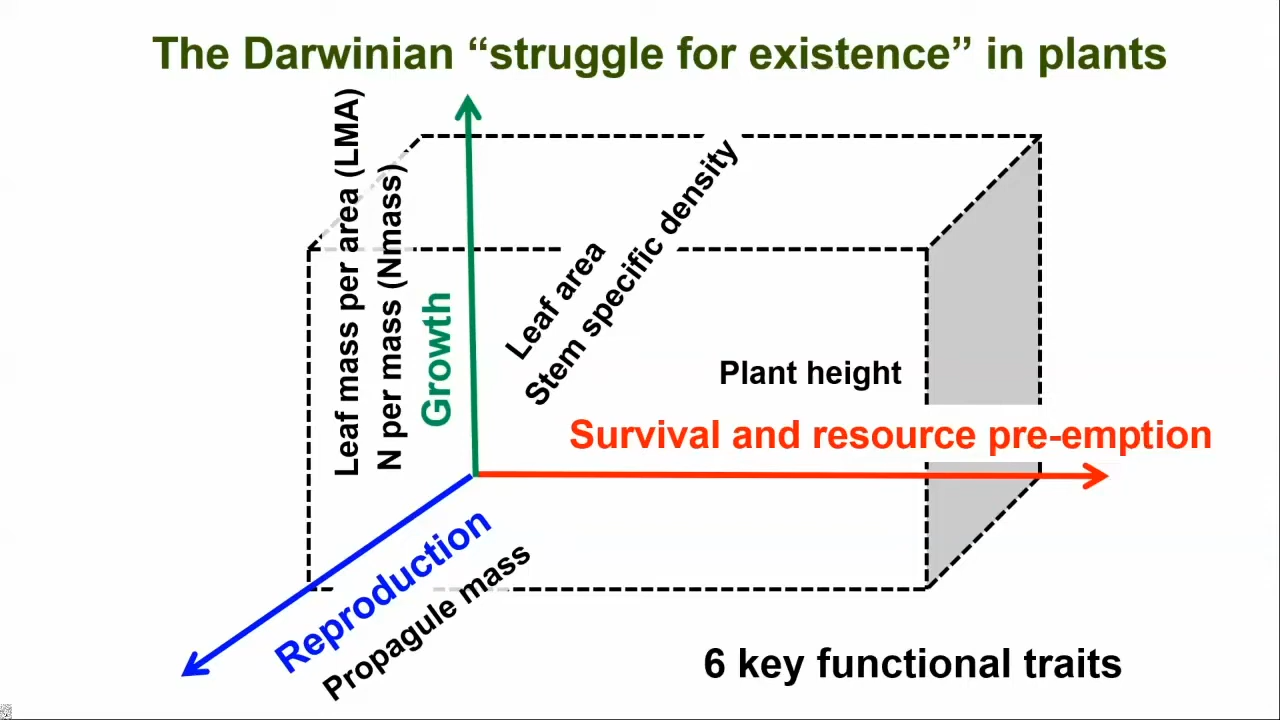 The Darwinian “struggle for existence” in plants
Leaf mass per area (LMA)
N per mass (Nmass)
Growth
Leaf area
Stem specific density
Plant height
Survival and resource pre-emption
Reproduction
Propagule mass
6 key functional traits